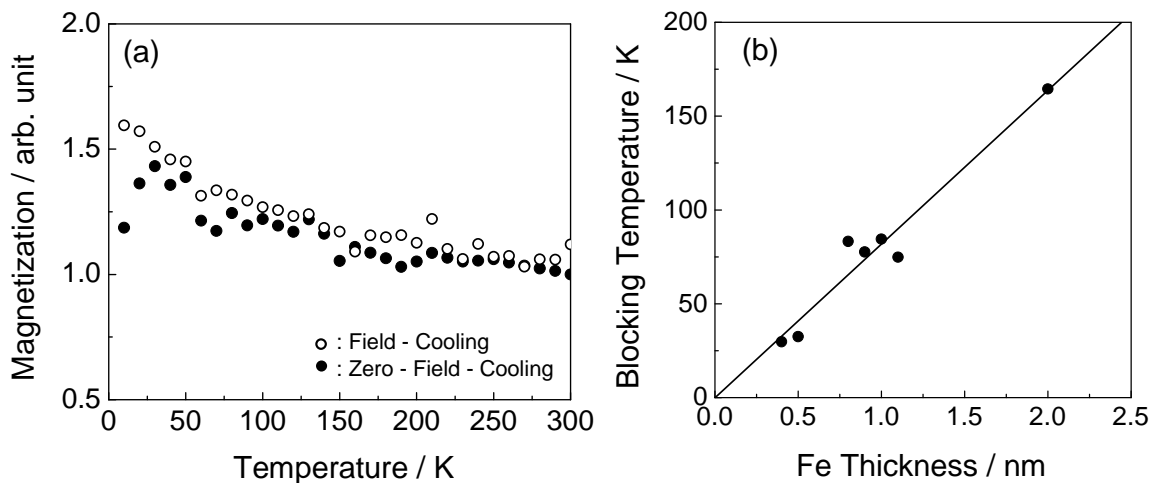 (a)
Magnetization / arb. unit
2.0
1.5
1.0
0.5
0
50
100
150
200
250
300
Temperature / K
: Field - Cooling
: Zero - Field - Cooling
(b)
Blocking Temperature / K
200
150
100
50
0
0.0
0.5
1.0
1.5
2.0
2.5
Fe Thickness / nm